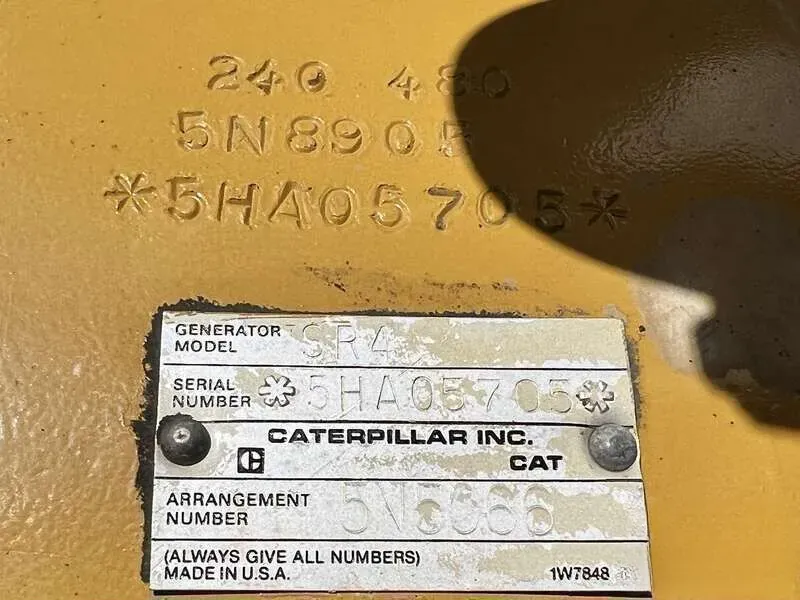 240 480
5N8905
*5HA05705*
GENERATOR MODEL SR4
SERIAL NUMBER *5HA05705*
CATERPILLAR INC.
C CAT
ARRANGEMENT NUMBER
(ALWAYS GIVE ALL NUMBERS)
MADE IN U.S.A. 1W7848